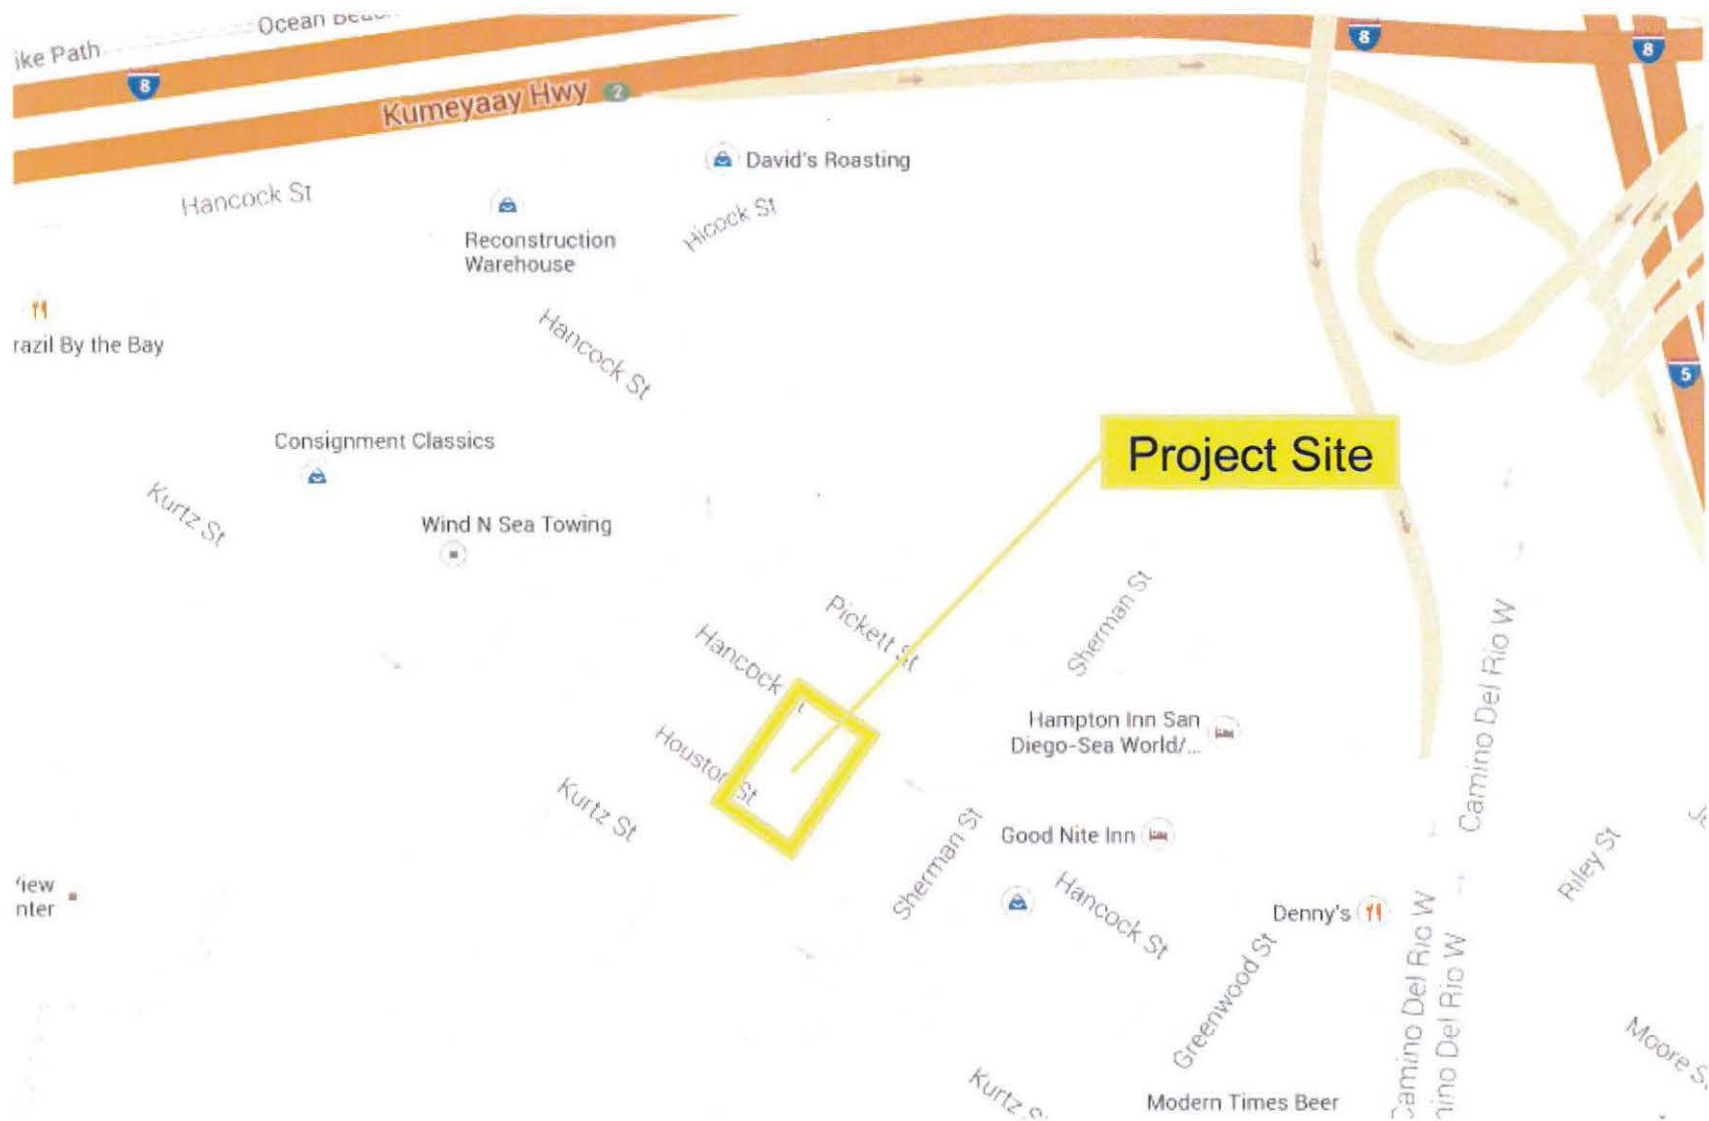 Ocean
ike Path
8
8
8
Kumeyaay Hwy 2
David's Roasting
Hancock St
Reconstruction
Warehouse
Hicock St
razil By the Bay
Hancock St
5
Consignment Classics
Project Site
Kurtz St
Wind N Sea Towing
Pickett St
Sherman St
Hancock
Camino Del Rio W
Hampton Inn San
Diego-Sea World/...
Houston St
Kurtz St
Good Nite Inn
Sherman St
Riley St
iew
nter
Hancock St
Denny's
Camino Del Rio W
mino Del Rio W
Greenwood St
Moore S
Kurtz S
Modern Times Beer